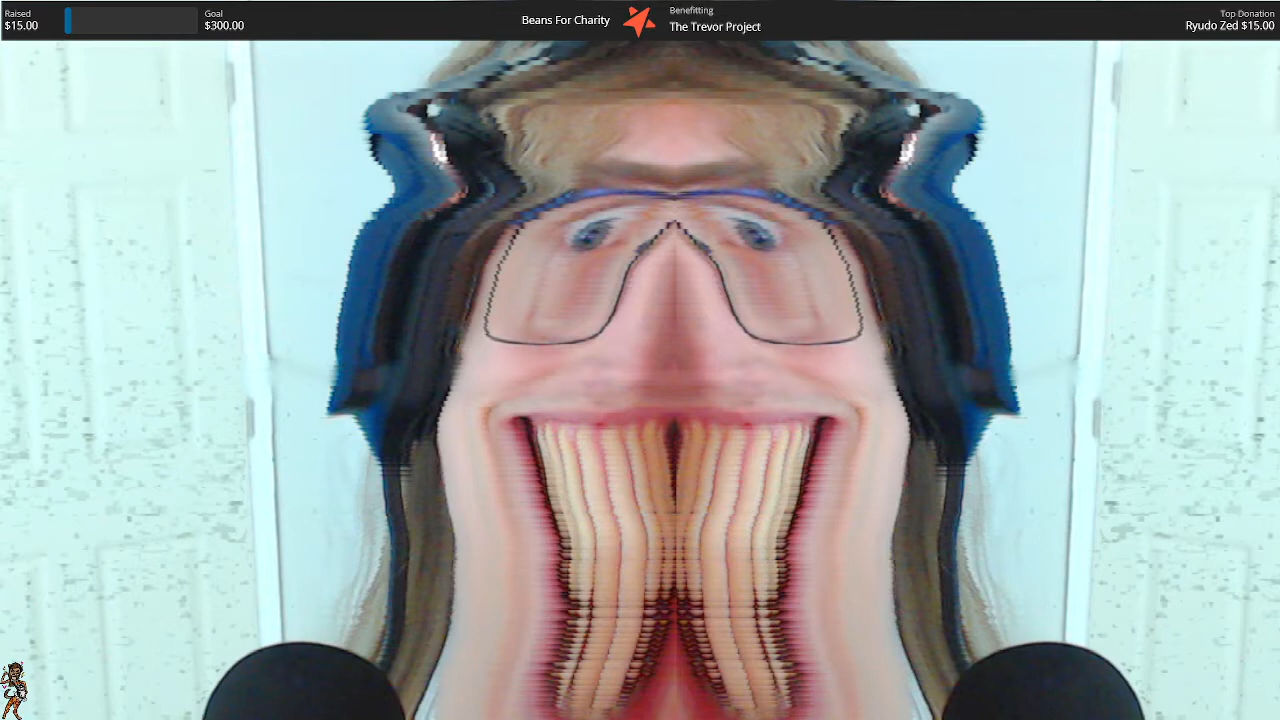 Raised
$15.00
Goal
$300.00
Beans For Charity
Benefitting
The Trevor Project
Top Donation
Ryudo Zed $15.00